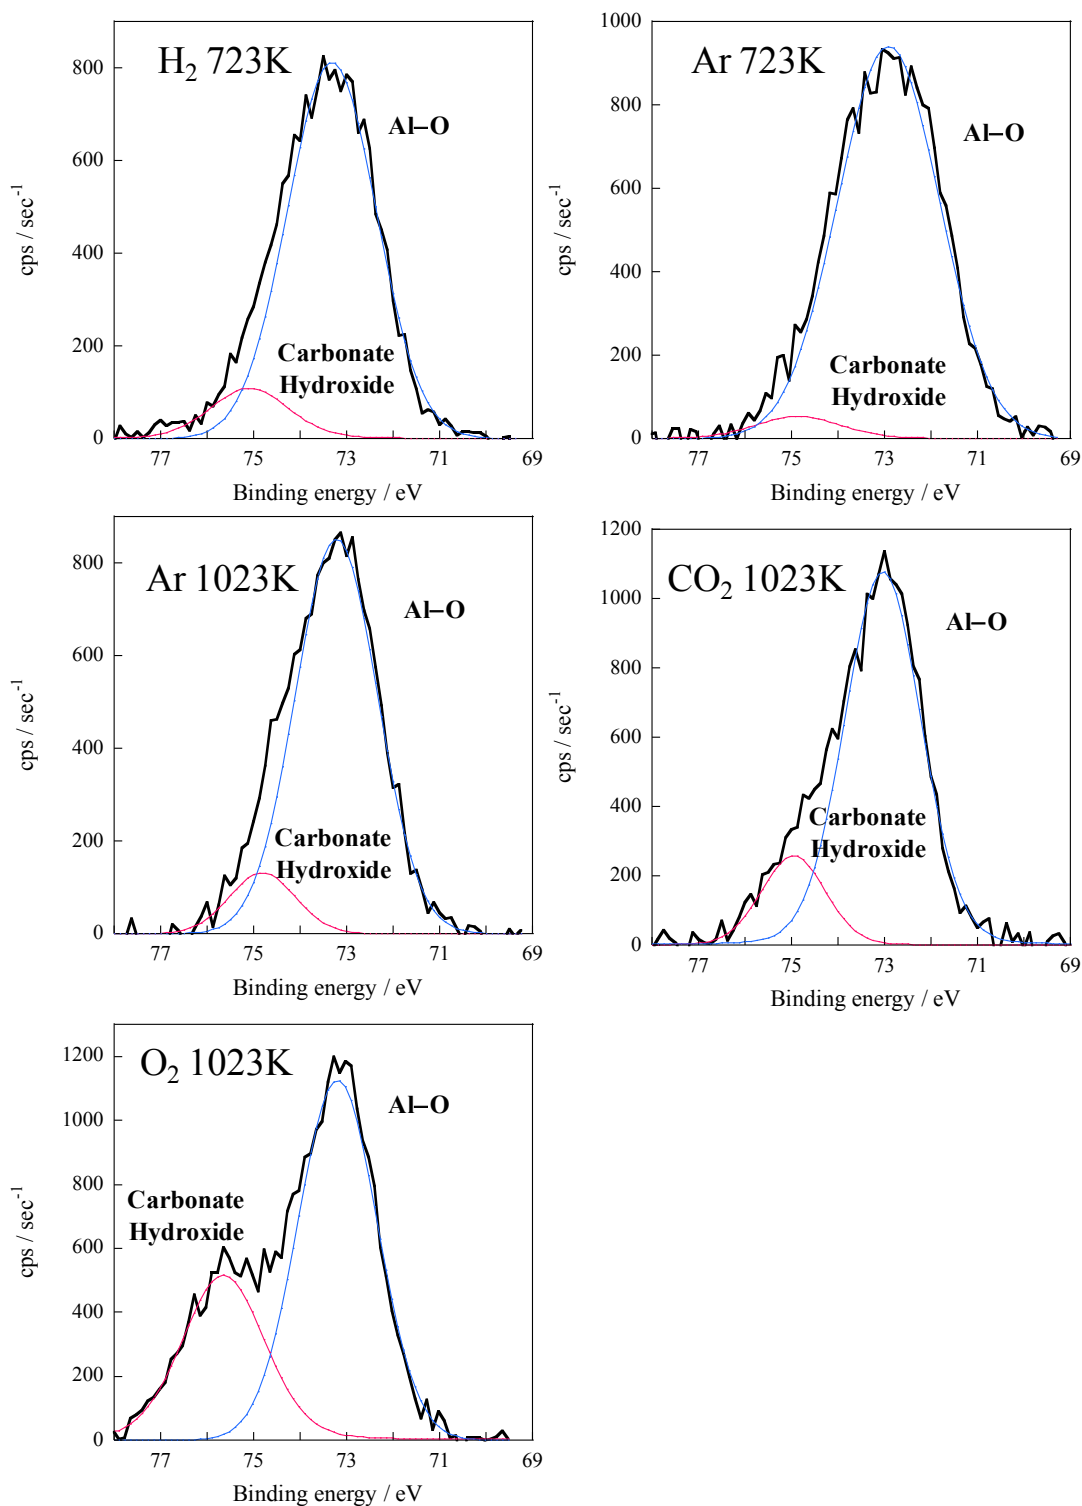 H₂ 723K
Al–O
Carbonate
Hydroxide
cps / sec⁻¹
800
600
400
200
0
77 75 73 71 69
Binding energy / eV
Ar 723K
Al–O
Carbonate
Hydroxide
cps / sec⁻¹
1000
800
600
400
200
0
77 75 73 71 69
Binding energy / eV
Ar 1023K
Al–O
Carbonate
Hydroxide
cps / sec⁻¹
800
600
400
200
0
77 75 73 71 69
Binding energy / eV
CO₂ 1023K
Al–O
Carbonate
Hydroxide
cps / sec⁻¹
1200
1000
800
600
400
200
0
77 75 73 71 69
Binding energy / eV
O₂ 1023K
Al–O
Carbonate
Hydroxide
cps / sec⁻¹
1200
1000
800
600
400
200
0
77 75 73 71 69
Binding energy / eV